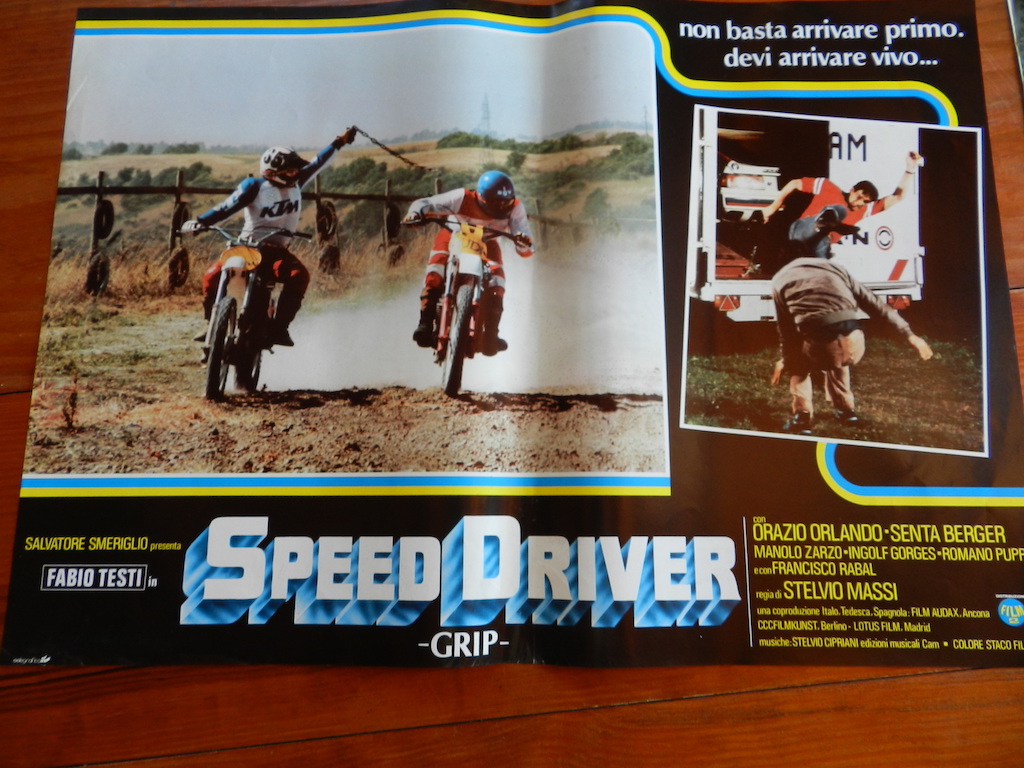 non basta arrivare primo.
devi arrivare vivo...
KTM
AM
SALVATORE SMERIGLIO presenta
FABIO TESTI in
SPEED DRIVER
-GRIP-
con
ORAZIO ORLANDO·SENTA BERGER
MANOLO ZARZO·INGOLF GORGES·ROMANO PUPP
e con FRANCISCO RABAL
regia di STELVIO MASSI
una coproduzione Italo.Tedesca.Spagnola: FILM AUDAX. Ancona
CCCFILMKUNST. Berlino - LOTUS FILM. Madrid
musiche: STELVIO CIPRIANI edizioni musicali Cam ▪ COLORE STACO FIL
FILM